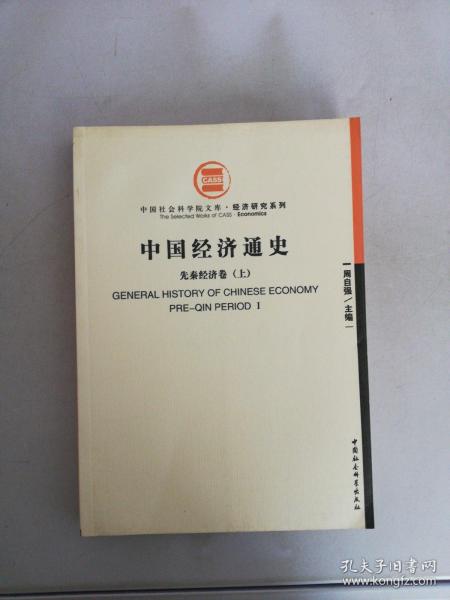 CASS
中国社会科学院文库·经济研究系列
The Selected Works of CASS · Economics
中国经济通史
先秦经济卷（上）
GENERAL HISTORY OF CHINESE ECONOMY
PRE-QIN PERIOD I
周自强/主编
中国社会科学出版社
孔夫子旧书网
www.kongfz.com